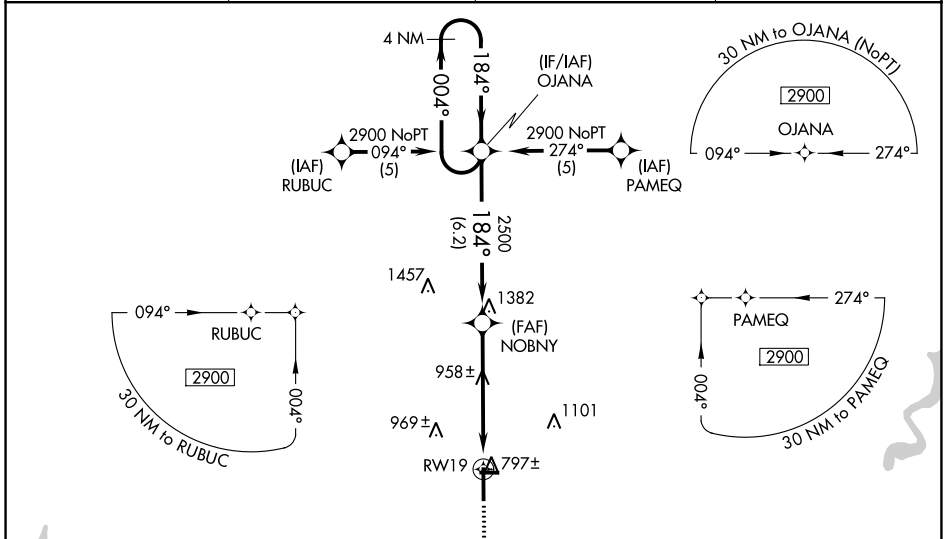 4 NM
184°
004°
(IF/IAF)
OJANA
30 NM to OJANA (NoPT)
2900
OJANA
094°
274°
2900 NoPT
094°
(5)
(IAF)
RUBUC
2900 NoPT
274°
(5)
(IAF)
PAMEQ
2500
184°
(6.2)
1457
1382
(FAF)
NOBNY
094°
RUBUC
2900
004°
30 NM to RUBUC
274°
PAMEQ
2900
004°
30 NM to PAMEQ
958±
969±
1101
RW19
797±